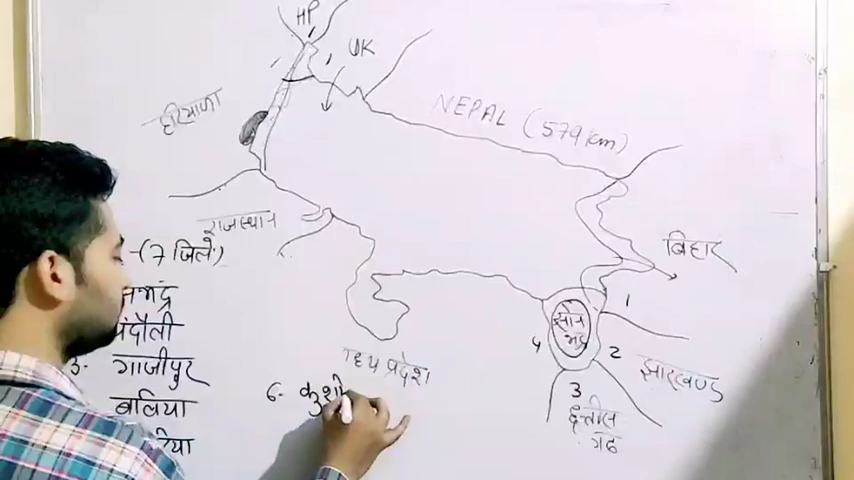 HP
UK
हरियाणा
NEPAL (579 km)
राजस्थान
-(7 जिले)
बिहार
1
सोन
भद्र
4
2
3
झारखण्ड
छत्तीस
गढ
प्रदेश
3- गाजीपुर
बलिया
6- कुशी